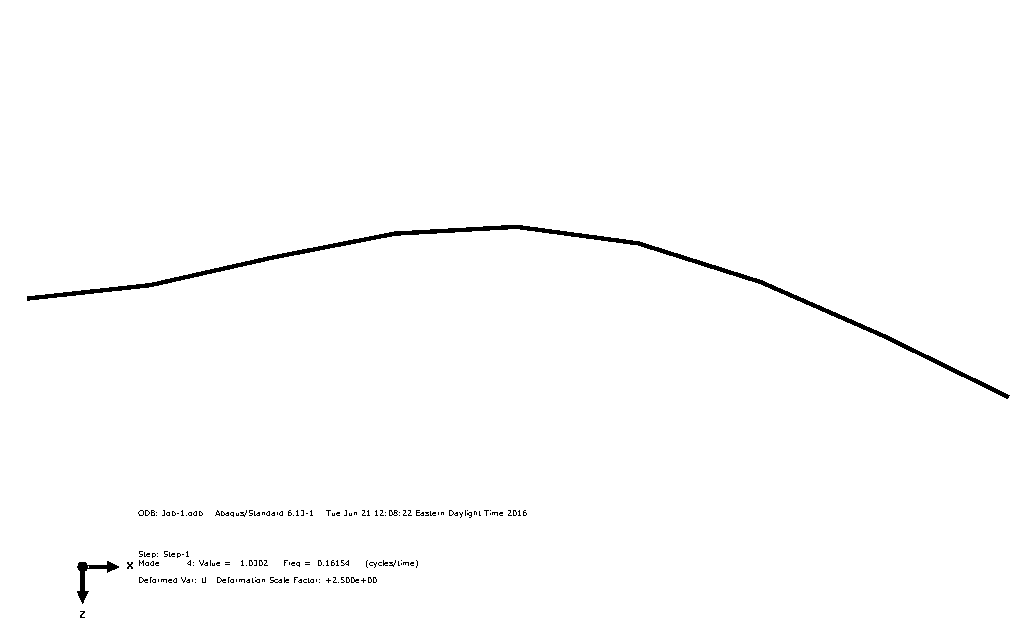 ODB: Job-1.odb Abaqus/Standard 6.13-1 Tue Jun 21 12:08:22 Eastern Daylight Time 2016
Step: Step-1
X Mode 4: Value = 1.0302 Freq = 0.16154 (cycles/time)
Deformed Var: U Deformation Scale Factor: +2.500e+00
Z